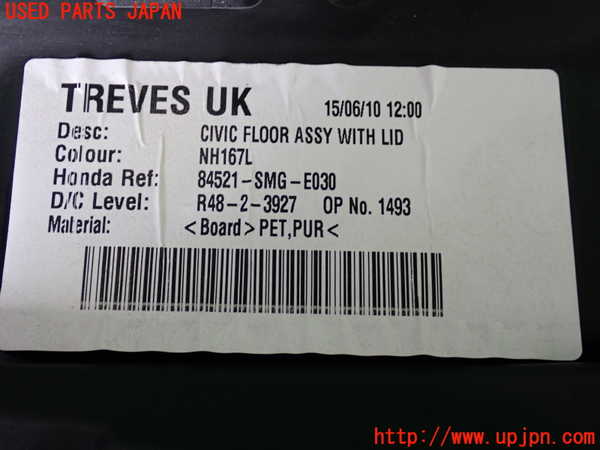 USED PARTS JAPAN
TREVES UK 15/06/10 12:00
Desc: CIVIC FLOOR ASSY WITH LID
Colour: NH167L
Honda Ref: 84521-SMG-E030
D/C Level: R48-2-3927 OP No. 1493
Material: <Board>PET,PUR<
UPJ
http://www.upjpn.com/